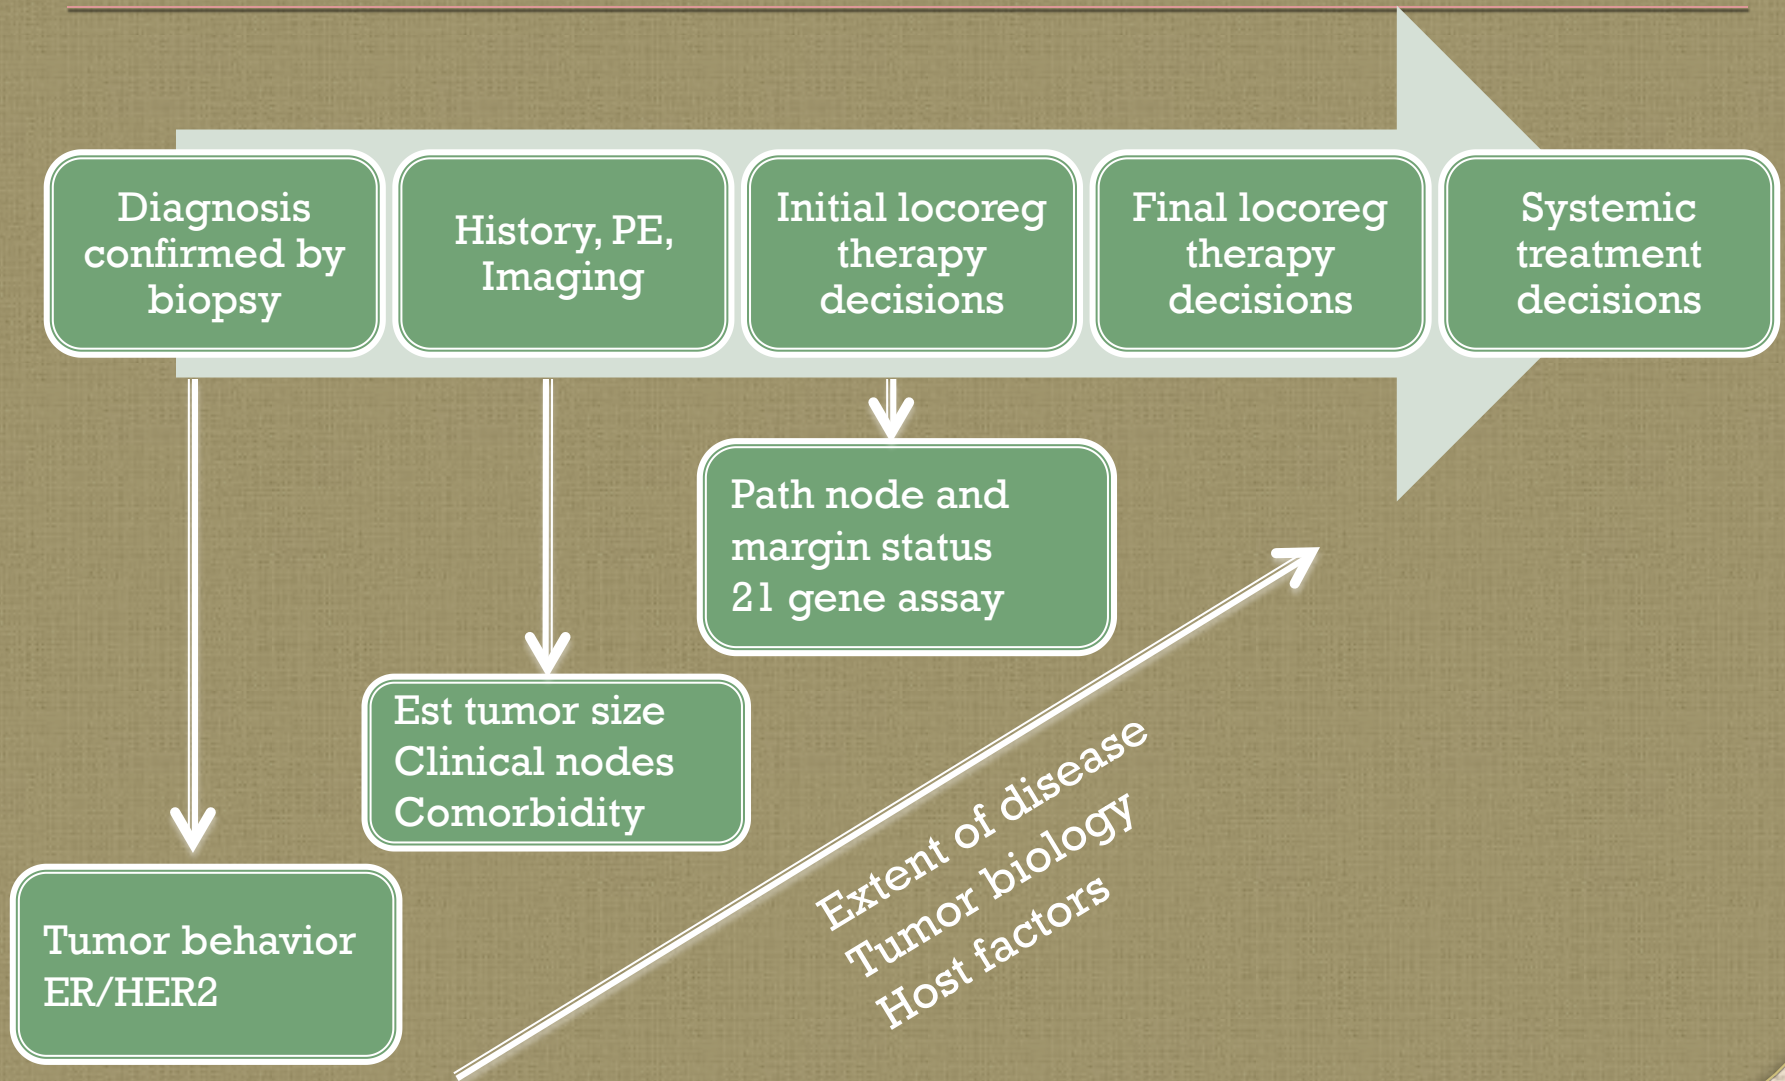 Diagnosis
confirmed by
biopsy
History, PE,
Imaging
Initial locoreg
therapy
decisions
Final locoreg
therapy
decisions
Systemic
treatment
decisions
Path node and
margin status
21 gene assay
Est tumor size
Clinical nodes
Comorbidity
Tumor behavior
ER/HER2
Extent of disease
Tumor biology
Host factors